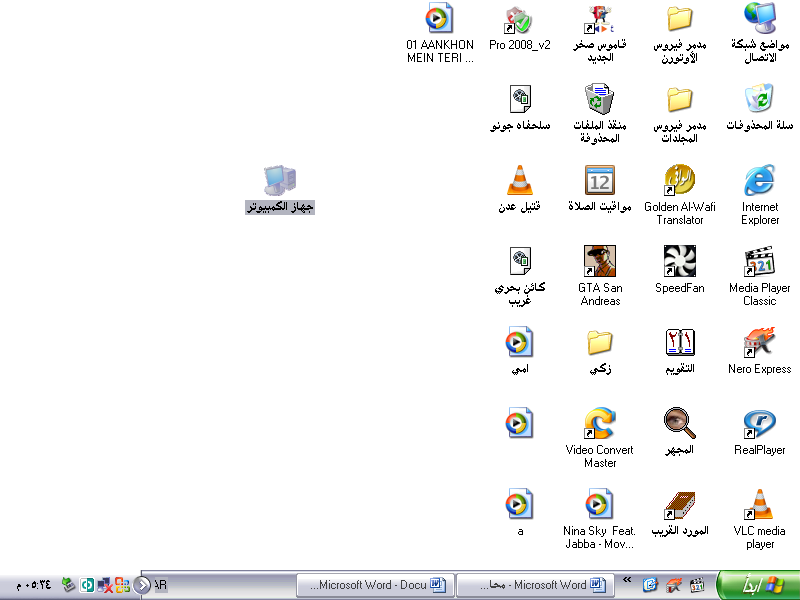 مواضع شبكة
الاتصال
سلة المحذوفات
Internet
Explorer
Media Player
Classic
Nero Express
RealPlayer
VLC media
player
مدمر فيروس
الأوتورن
مدمر فيروس
المجلدات
Golden Al-Wafi
Translator
SpeedFan
التقويم
المجهر
المورد القريب
قاموس صخر
الجديد
منقذ الملفات
المحذوفة
12
مواقيت الصلاة
GTA San
Andreas
زكي
Video Convert
Master
Nina Sky Feat.
Jabba - Mov...
Pro 2008_v2
سلحفاه جونو
قتيل عدن
كائن بحري
غريب
امي
a
01 AANKHON
MEIN TERI ...
جهاز الكمبيوتر
ابدأ
321
«
محا... - Microsoft Word
...Microsoft Word - Docu
AR
٠٥:٣٤ م